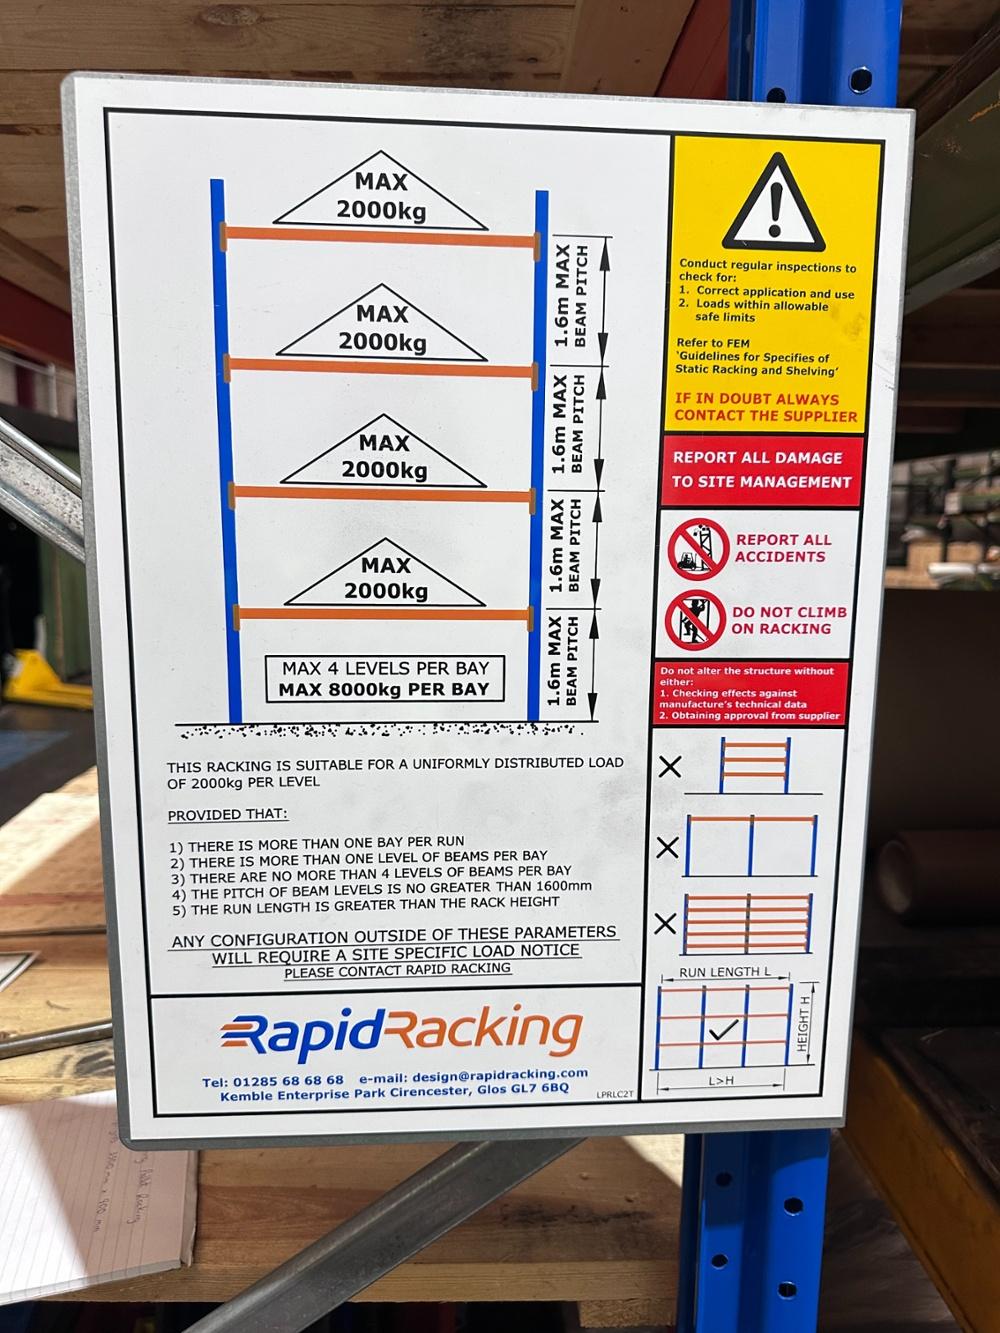 MAX
2000kg
MAX
2000kg
MAX
2000kg
MAX
2000kg
1.6m MAX
BEAM PITCH
1.6m MAX
BEAM PITCH
1.6m MAX
BEAM PITCH
1.6m MAX
BEAM PITCH
MAX 4 LEVELS PER BAY
MAX 8000kg PER BAY
THIS RACKING IS SUITABLE FOR A UNIFORMLY DISTRIBUTED LOAD
OF 2000kg PER LEVEL
PROVIDED THAT:
1) THERE IS MORE THAN ONE BAY PER RUN
2) THERE IS MORE THAN ONE LEVEL OF BEAMS PER BAY
3) THERE ARE NO MORE THAN 4 LEVELS OF BEAMS PER BAY
4) THE PITCH OF BEAM LEVELS IS NO GREATER THAN 1600mm
5) THE RUN LENGTH IS GREATER THAN THE RACK HEIGHT
ANY CONFIGURATION OUTSIDE OF THESE PARAMETERS
WILL REQUIRE A SITE SPECIFIC LOAD NOTICE
PLEASE CONTACT RAPID RACKING
RapidRacking
Tel: 01285 68 68 68 e-mail: design@rapidracking.com
Kemble Enterprise Park Cirencester, Glos GL7 6BQ
LPRLC2T
Conduct regular inspections to
check for:
1. Correct application and use
2. Loads within allowable
safe limits
Refer to FEM
'Guidelines for Specifies of
Static Racking and Shelving'
IF IN DOUBT ALWAYS
CONTACT THE SUPPLIER
REPORT ALL DAMAGE
TO SITE MANAGEMENT
REPORT ALL
ACCIDENTS
DO NOT CLIMB
ON RACKING
Do not alter the structure without
either:
1. Checking effects against
manufacture's technical data
2. Obtaining approval from supplier
RUN LENGTH L
HEIGHT H
L>H